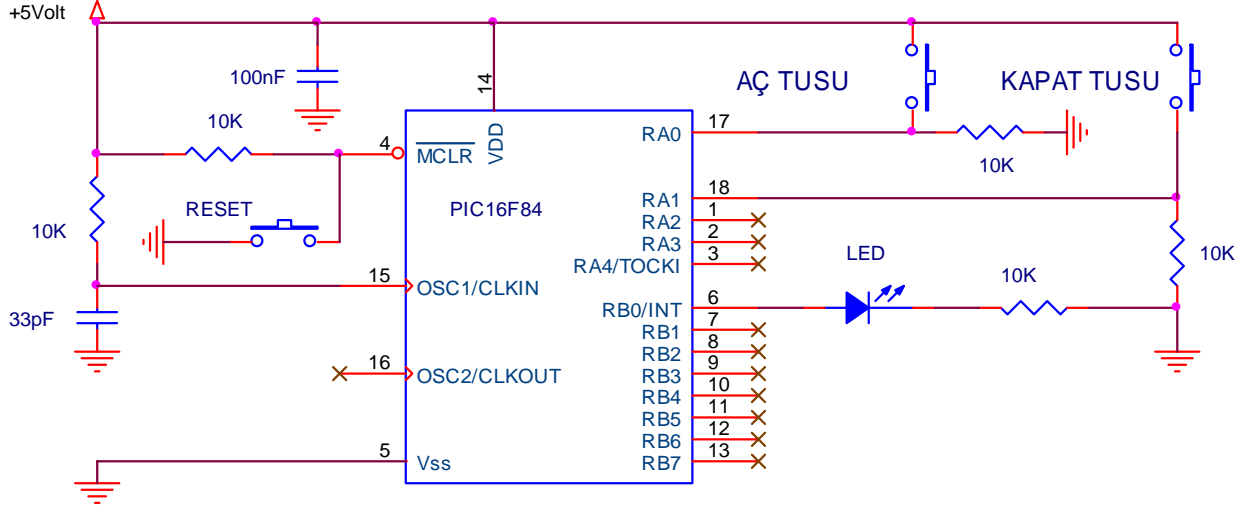 +5Volt
100nF
14
AÇ TUSU
KAPAT TUSU
10K
4
MCLR
VDD
RA0
17
10K
RESET
PIC16F84
RA1
18
RA2
1
RA3
2
RA4/TOCKI
3
10K
LED
10K
10K
15
OSC1/CLKIN
33pF
RB0/INT
6
RB1
7
RB2
8
16
OSC2/CLKOUT
RB3
9
RB4
10
RB5
11
RB6
12
5
Vss
RB7
13